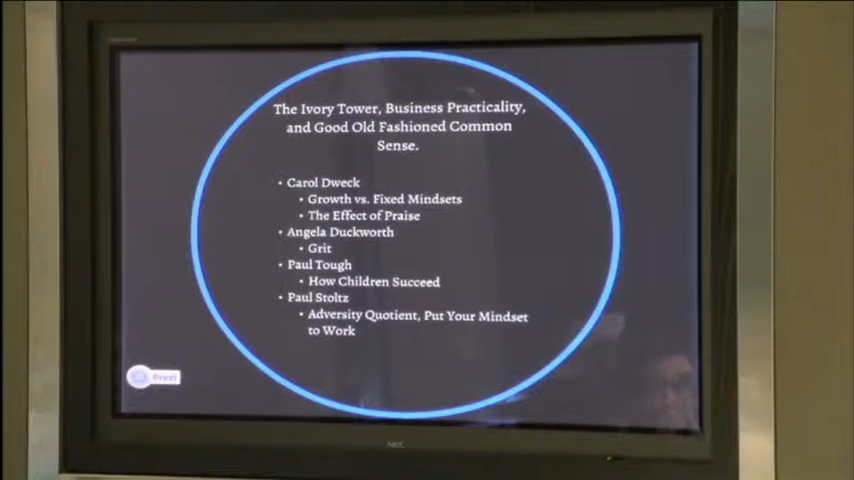 The Ivory Tower, Business Practicality,
and Good Old Fashioned Common
Sense.
• Carol Dweck
• Growth vs. Fixed Mindsets
• The Effect of Praise
• Angela Duckworth
• Grit
• Paul Tough
• How Children Succeed
• Paul Stoltz
• Adversity Quotient, Put Your Mindset
to Work
Prezi
NEC